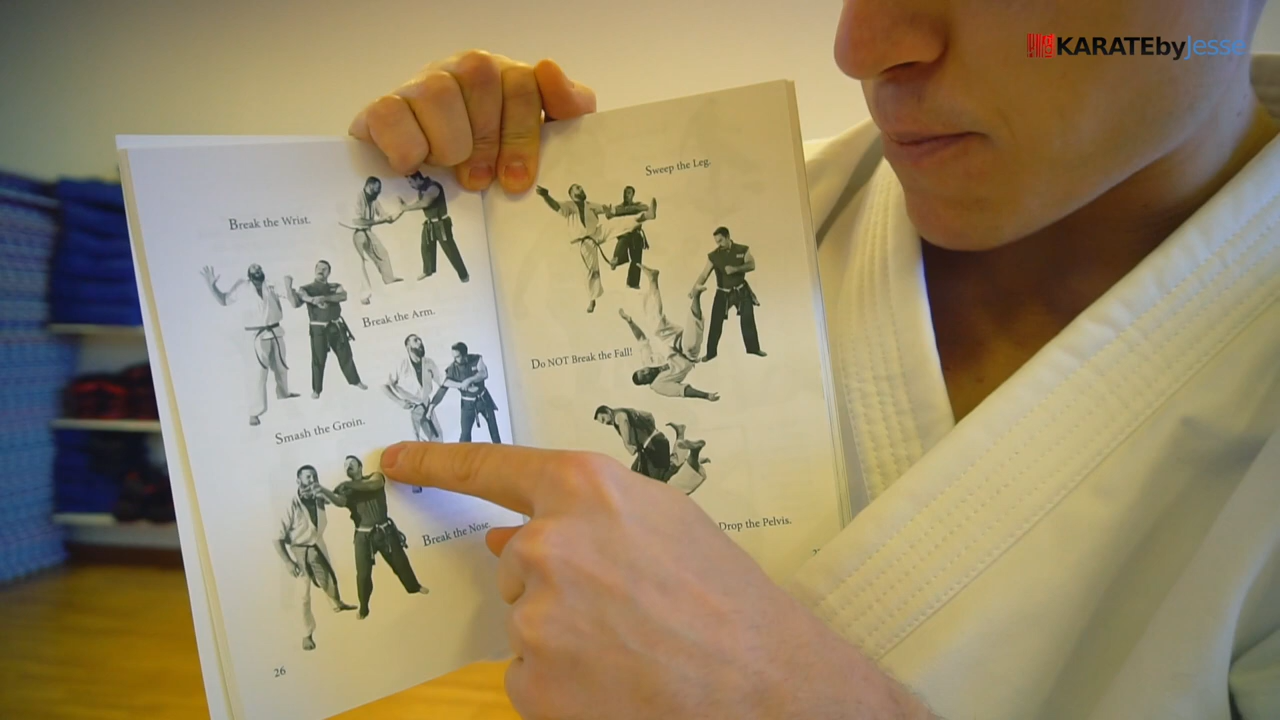 KARATEbyJesse
Break the Wrist.
Break the Arm.
Smash the Groin.
Break the Nose.
26
Sweep the Leg.
Do NOT Break the Fall!
Drop the Pelvis.